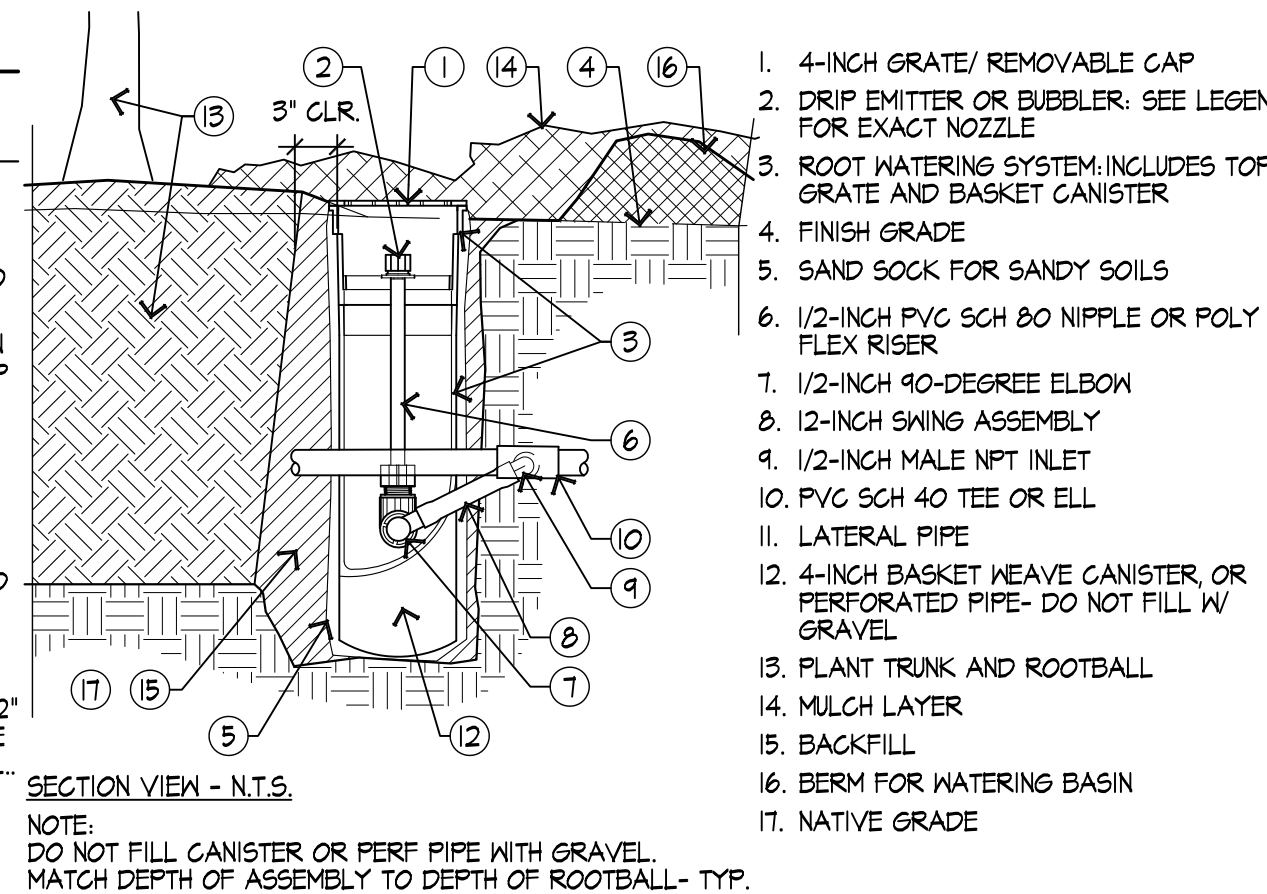 2
1
14
4
16
13
3" CLR.
3
6
10
9
8
7
17
15
5
12
2"
SECTION VIEW - N.T.S.
NOTE:
DO NOT FILL CANISTER OR PERF PIPE WITH GRAVEL.
MATCH DEPTH OF ASSEMBLY TO DEPTH OF ROOTBALL- TYP.
1. 4-INCH GRATE/ REMOVABLE CAP
2. DRIP EMITTER OR BUBBLER: SEE LEGEN
FOR EXACT NOZZLE
3. ROOT WATERING SYSTEM:INCLUDES TOP
GRATE AND BASKET CANISTER
4. FINISH GRADE
5. SAND SOCK FOR SANDY SOILS
6. 1/2-INCH PVC SCH 80 NIPPLE OR POLY
FLEX RISER
7. 1/2-INCH 90-DEGREE ELBOW
8. 12-INCH SWING ASSEMBLY
9. 1/2-INCH MALE NPT INLET
10. PVC SCH 40 TEE OR ELL
11. LATERAL PIPE
12. 4-INCH BASKET WEAVE CANISTER, OR
PERFORATED PIPE- DO NOT FILL W/
GRAVEL
13. PLANT TRUNK AND ROOTBALL
14. MULCH LAYER
15. BACKFILL
16. BERM FOR WATERING BASIN
17. NATIVE GRADE